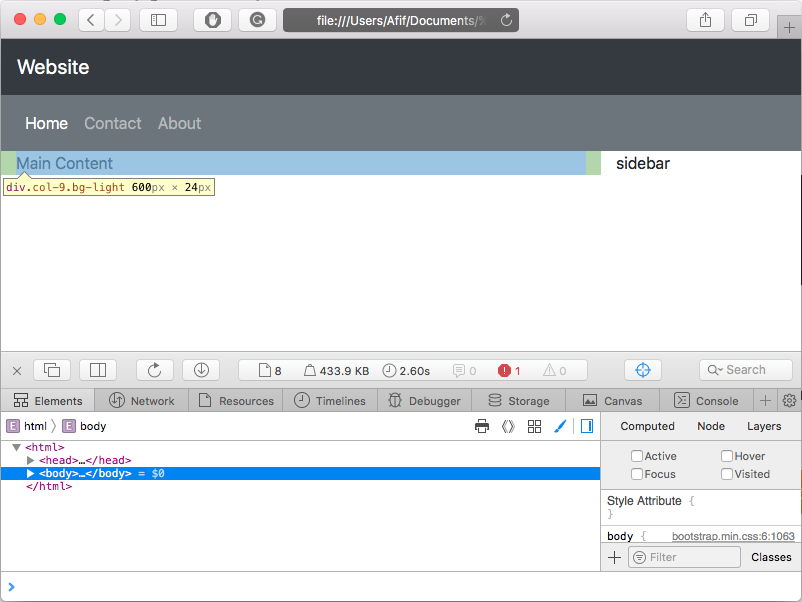 file:///Users/Afif/Documents/
Website
Home Contact About
Main Content sidebar
div.col-9.bg-light 600px × 24px
8 433.9 KB 2.60s 0 1 0 Search
Elements Network Resources Timelines Debugger Storage Canvas Console
E html E body Computed Node Layers
<html>
<head>…</head>
<body>…</body> = $0
</html>
Active Hover
Focus Visited
Style Attribute {
}
body { bootstrap.min.css:6:1063
Filter Classes